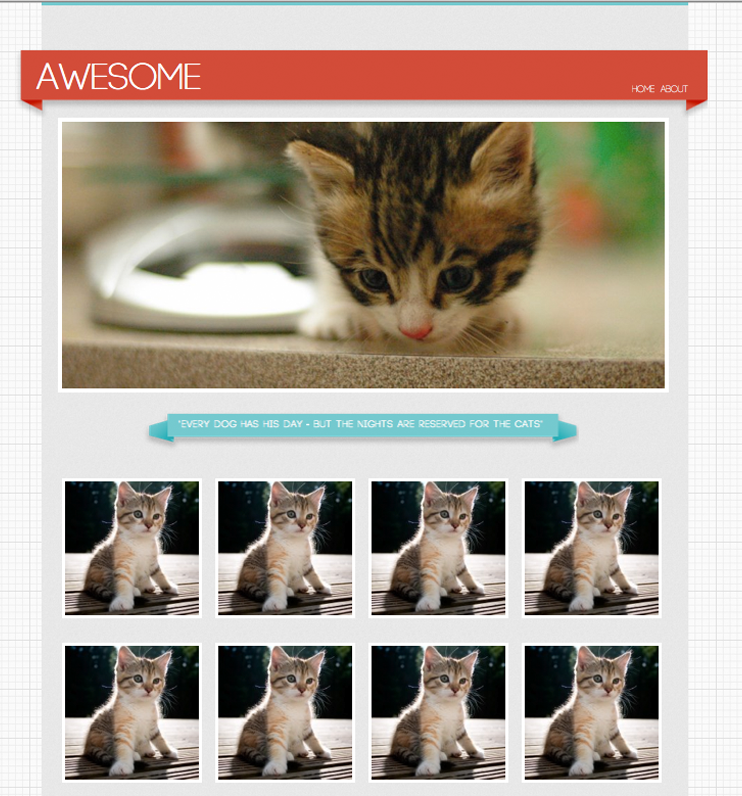 AWESOME
HOME ABOUT
"EVERY DOG HAS HIS DAY - BUT THE NIGHTS ARE RESERVED FOR THE CATS"